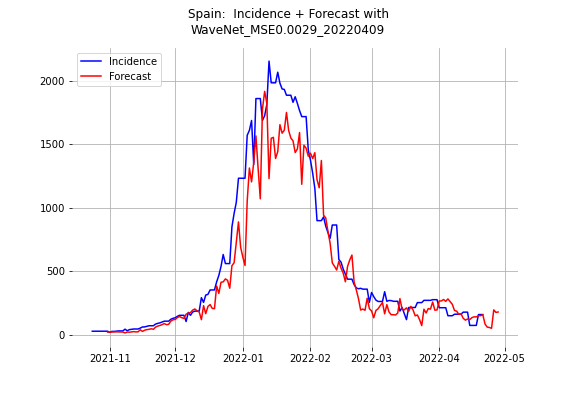 Spain:  Incidence + Forecast with
WaveNet_MSE0.0029_20220409
Incidence
Forecast
2000
1500
1000
500
0
2021-11 2021-12 2022-01 2022-02 2022-03 2022-04 2022-05